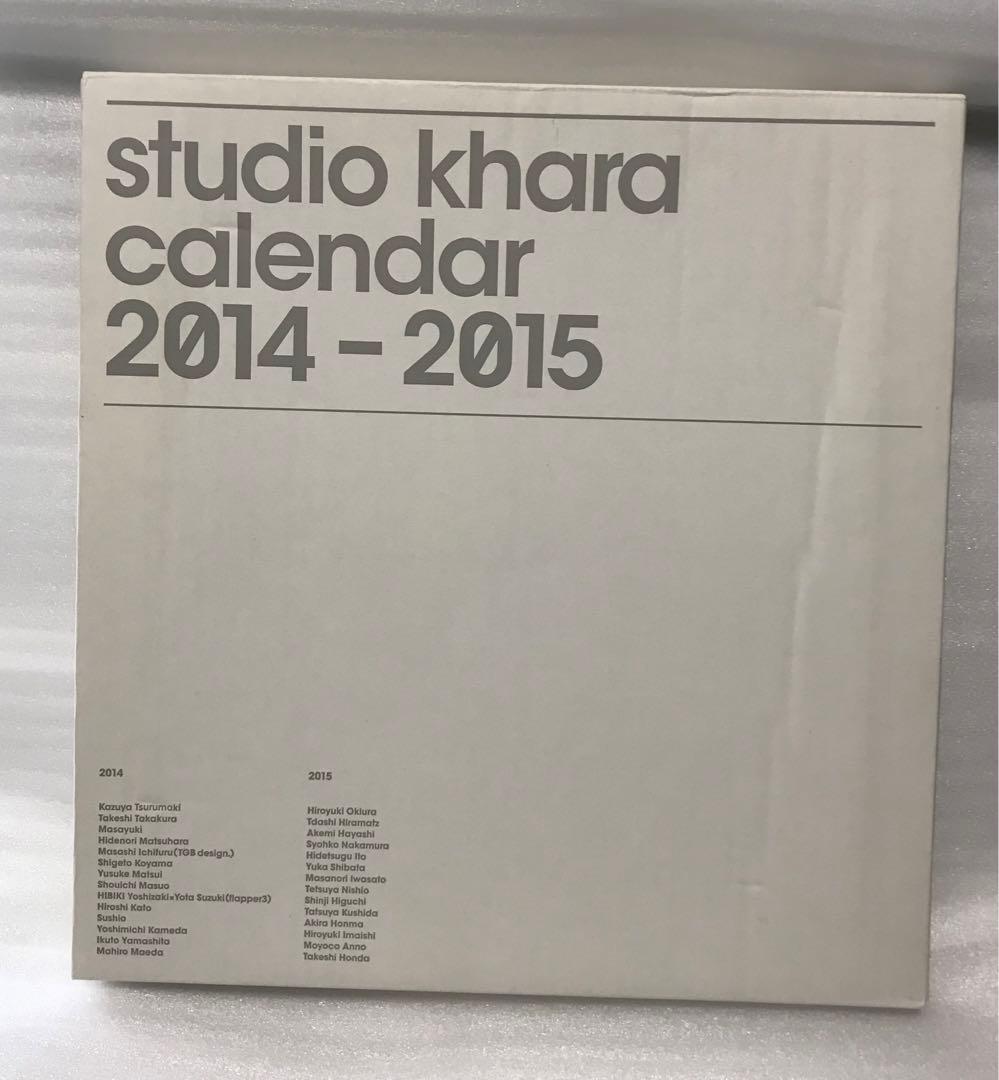 studio khara
calendar
2014 – 2015
2014
Kazuya Tsurumaki
Takeshi Takakura
Masayuki
Hidenori Matsuhara
Masashi Ichifuru(TGB design.)
Shigeto Koyama
Yusuke Matsui
Shouichi Masuo
HIBIKI Yoshizaki×Yota Suzuki(flapper3)
Hiroshi Kato
Sushio
Yoshimichi Kameda
Ikuto Yamashita
Mahiro Maeda
2015
Hiroyuki Okiura
Tdashi Hiramatz
Akemi Hayashi
Syohko Nakamura
Hidetsugu Ito
Yuka Shibata
Masanori Iwasato
Tetsuya Nishio
Shinji Higuchi
Tatsuya Kushida
Akira Honma
Hiroyuki Imaishi
Moyoco Anno
Takeshi Honda